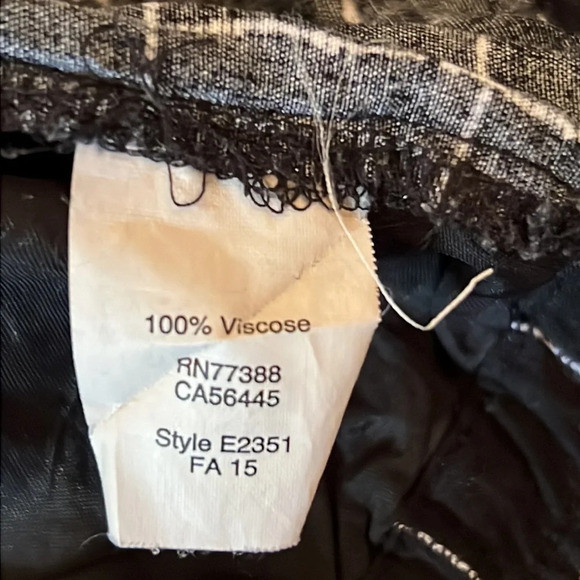 100% Viscose
RN77388
CA56445
Style E2351
FA 15